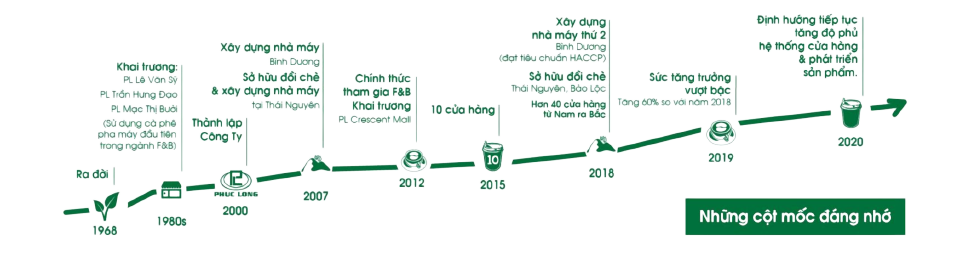 Ra đời
1968
Khai trương:
PL Lê Văn Sỹ
PL Trần Hưng Đạo
PL Mạc Thị Bưởi
(Sử dụng cà phê
pha máy đầu tiên
trong ngành F&B)
1980s
Thành lập
Công Ty
PHUC LONG
2000
Xây dựng nhà máy
Bình Dương
Sở hữu đồi chè
& xây dựng nhà máy
tại Thái Nguyên
2007
Chính thức
tham gia F&B
Khai trương
PL Crescent Mall
2012
10 cửa hàng
10
2015
Xây dựng
nhà máy thứ 2
Bình Dương
(đạt tiêu chuẩn HACCP)
Sở hữu đồi chè
Thái Nguyên, Bảo Lộc
Hơn 40 cửa hàng
từ Nam ra Bắc
2018
Sức tăng trưởng
vượt bậc
Tăng 60% so với năm 2018
2019
Định hướng tiếp tục
tăng độ phủ
hệ thống cửa hàng
& phát triển
sản phẩm.
2020
Những cột mốc đáng nhớ